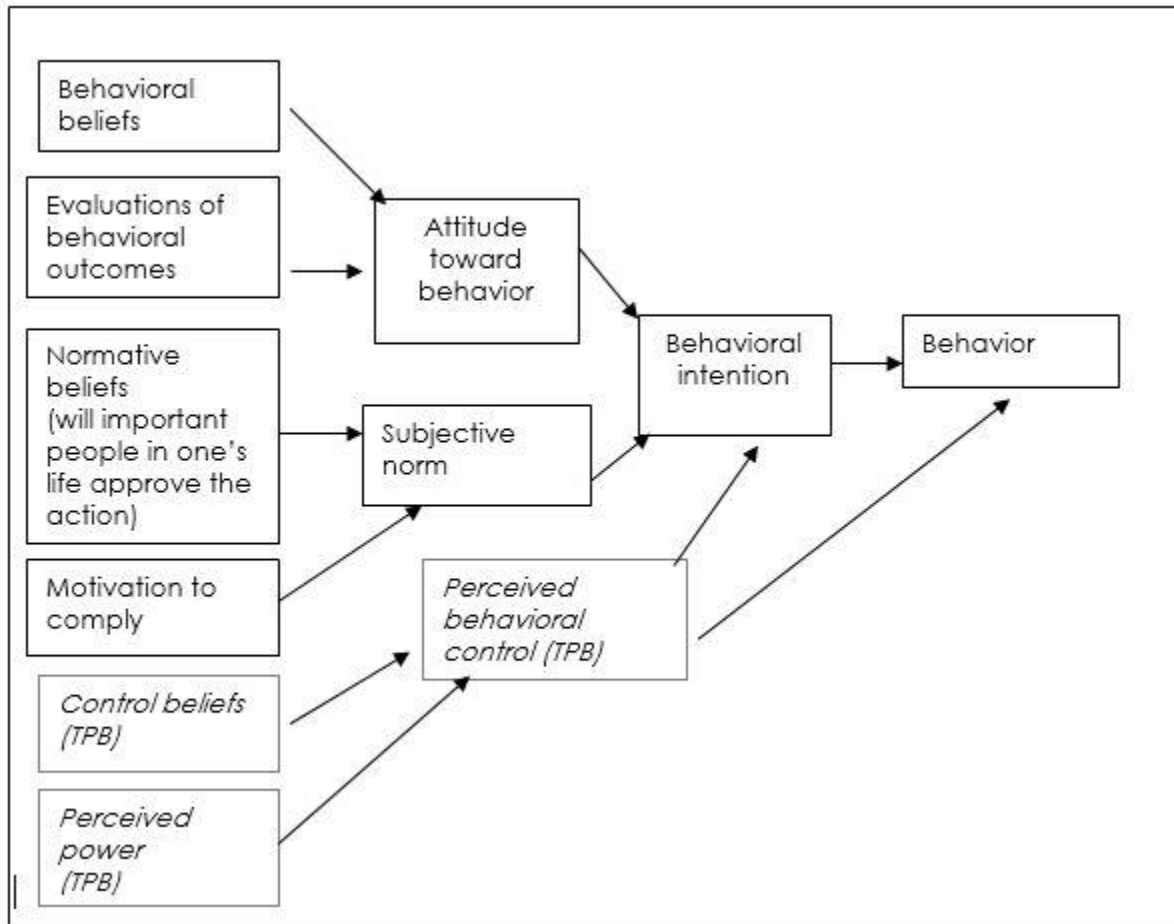 Behavioral
beliefs
Evaluations of
behavioral
outcomes
Attitude
toward
behavior
Normative
beliefs
(will important
people in one's
life approve the
action)
Subjective
norm
Behavioral
intention
Behavior
Motivation to
comply
Perceived
behavioral
control (TPB)
Control beliefs
(TPB)
Perceived
power
(TPB)